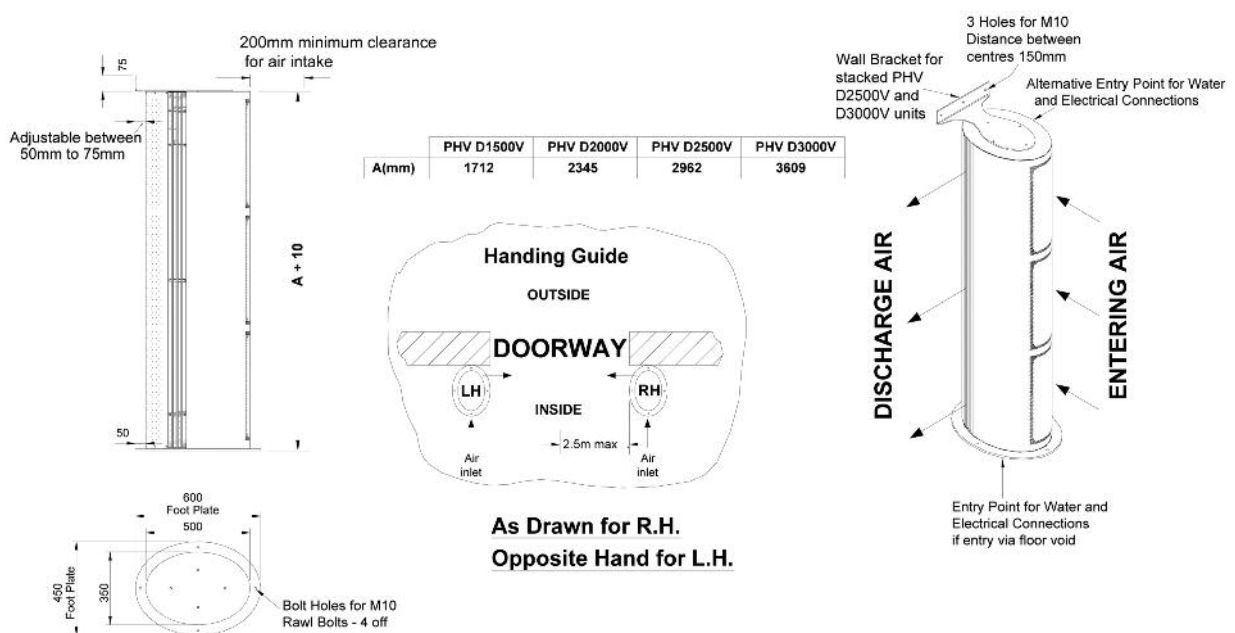 200mm minimum clearance
for air intake
75
Adjustable between
50mm to 75mm
A + 10
50
600
Foot Plate
500
450
Foot Plate
350
Bolt Holes for M10
Rawl Bolts - 4 off
PHV D1500V PHV D2000V PHV D2500V PHV D3000V
A(mm) 1712 2345 2962 3609
Handing Guide
OUTSIDE
DOORWAY
LH
RH
INSIDE
2.5m max
Air
inlet
Air
inlet
As Drawn for R.H.
Opposite Hand for L.H.
3 Holes for M10
Distance between
centres 150mm
Wall Bracket for
stacked PHV
D2500V and
D3000V units
Alternative Entry Point for Water
and Electrical Connections
DISCHARGE AIR
ENTERING AIR
Entry Point for Water and
Electrical Connections
if entry via floor void